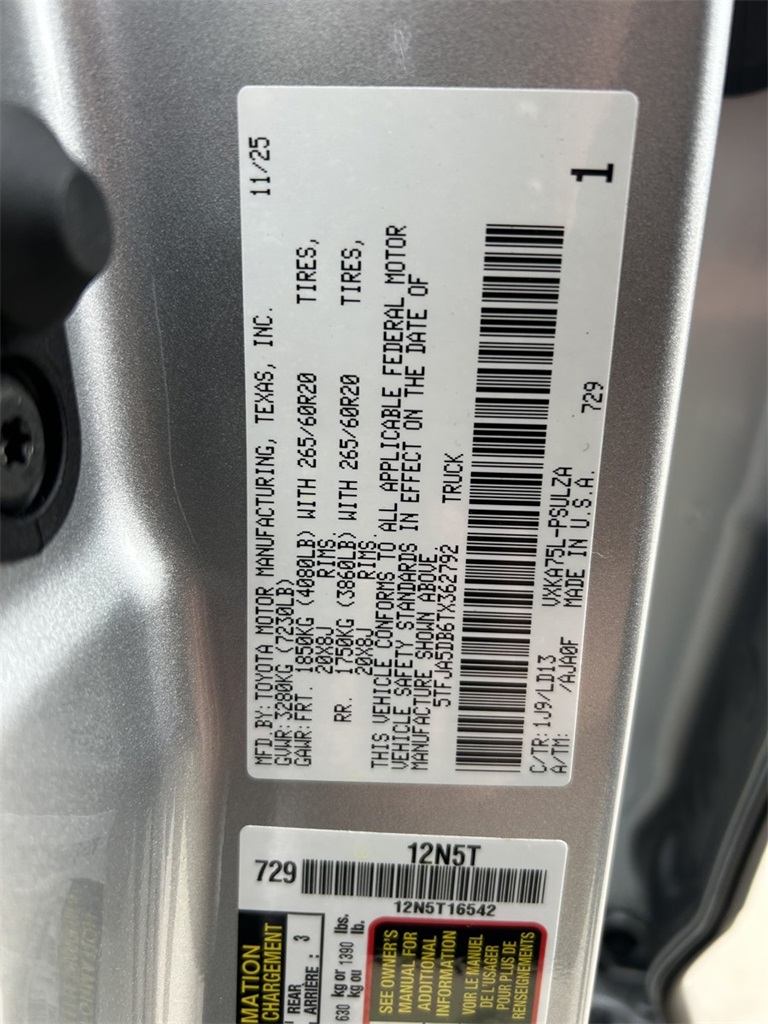 MFD.BY:TOYOTA MOTOR MANUFACTURING, TEXAS, INC. 11/25
GVWR:3280KG (7230LB)
GAWR:FRT. 1850KG (4080LB) WITH 265/60R20 TIRES,
20X8J RIMS.
RR. 1750KG (3860LB) WITH 265/60R20 TIRES,
20X8J RIMS.
THIS VEHICLE CONFORMS TO ALL APPLICABLE FEDERAL MOTOR
VEHICLE SAFETY STANDARDS IN EFFECT ON THE DATE OF
MANUFACTURE SHOWN ABOVE.
5TFJA5DB6TX362792 TRUCK
1
C/TR:1J9/LD13 VXKA75L-PSULZA
A/TM: /AJA0F MADE IN U.S.A. 729
729
12N5T
12N5T16542
MATION
CHARGEMENT
REAR
ARRIÈRE : 3
630 kg or 1390 lbs.
kg ou lb.
SEE OWNER'S
MANUAL FOR
ADDITIONAL
INFORMATION
VOIR LE MANUEL
DE L'USAGER
POUR PLUS DE
RENSEIGNEMENTS